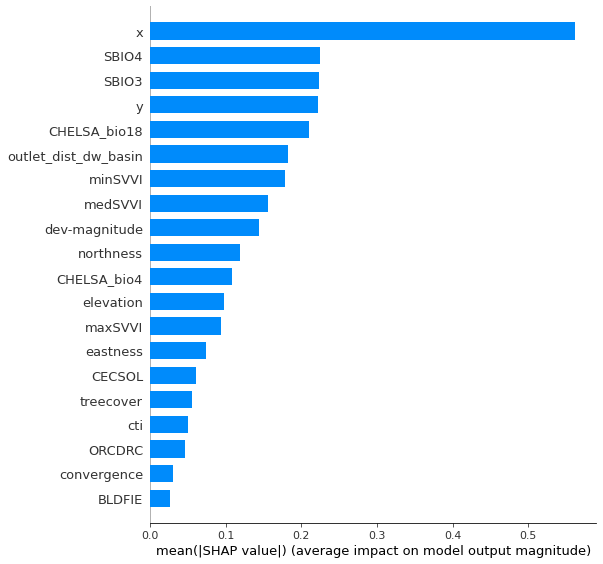 x
SBIO4
SBIO3
y
CHELSA_bio18
outlet_dist_dw_basin
minSVVI
medSVVI
dev-magnitude
northness
CHELSA_bio4
elevation
maxSVVI
eastness
CECSOL
treecover
cti
ORCDRC
convergence
BLDFIE
0.0 0.1 0.2 0.3 0.4 0.5
mean(|SHAP value|) (average impact on model output magnitude)